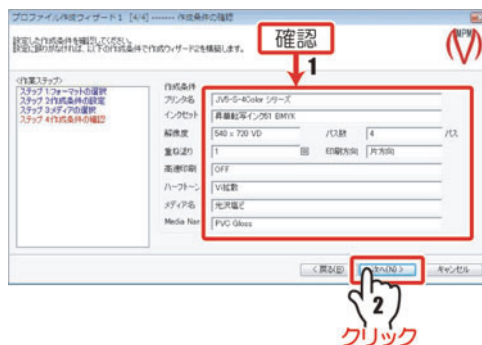 プロファイル作成ウィザード1 [4/4] ------- 作成条件の確認
設定した作成条件を確認してください。
設定に誤りがなければ、以下の作成条件で作成ウィザード2を構築します。
確認
MPM
1
<作業ステップ>
ステップ 1:フォーマットの選択
ステップ 2:作成条件の設定
ステップ 3:メディアの選択
ステップ 4:作成条件の確認
作成条件
プリンタ名 JV5-S-4Color シリーズ
インクセット 昇華転写インク61 BMYK
解像度 540 x 720 VD パス数 4 パス
重ね塗り 1 回 印刷方向 片方向
高速印刷 OFF
ハーフトーン Vi拡散
メディア名 光沢塩ビ
Media Nam PVC Gloss
< 戻る(B) 次へ(N) > キャンセル
2
クリック